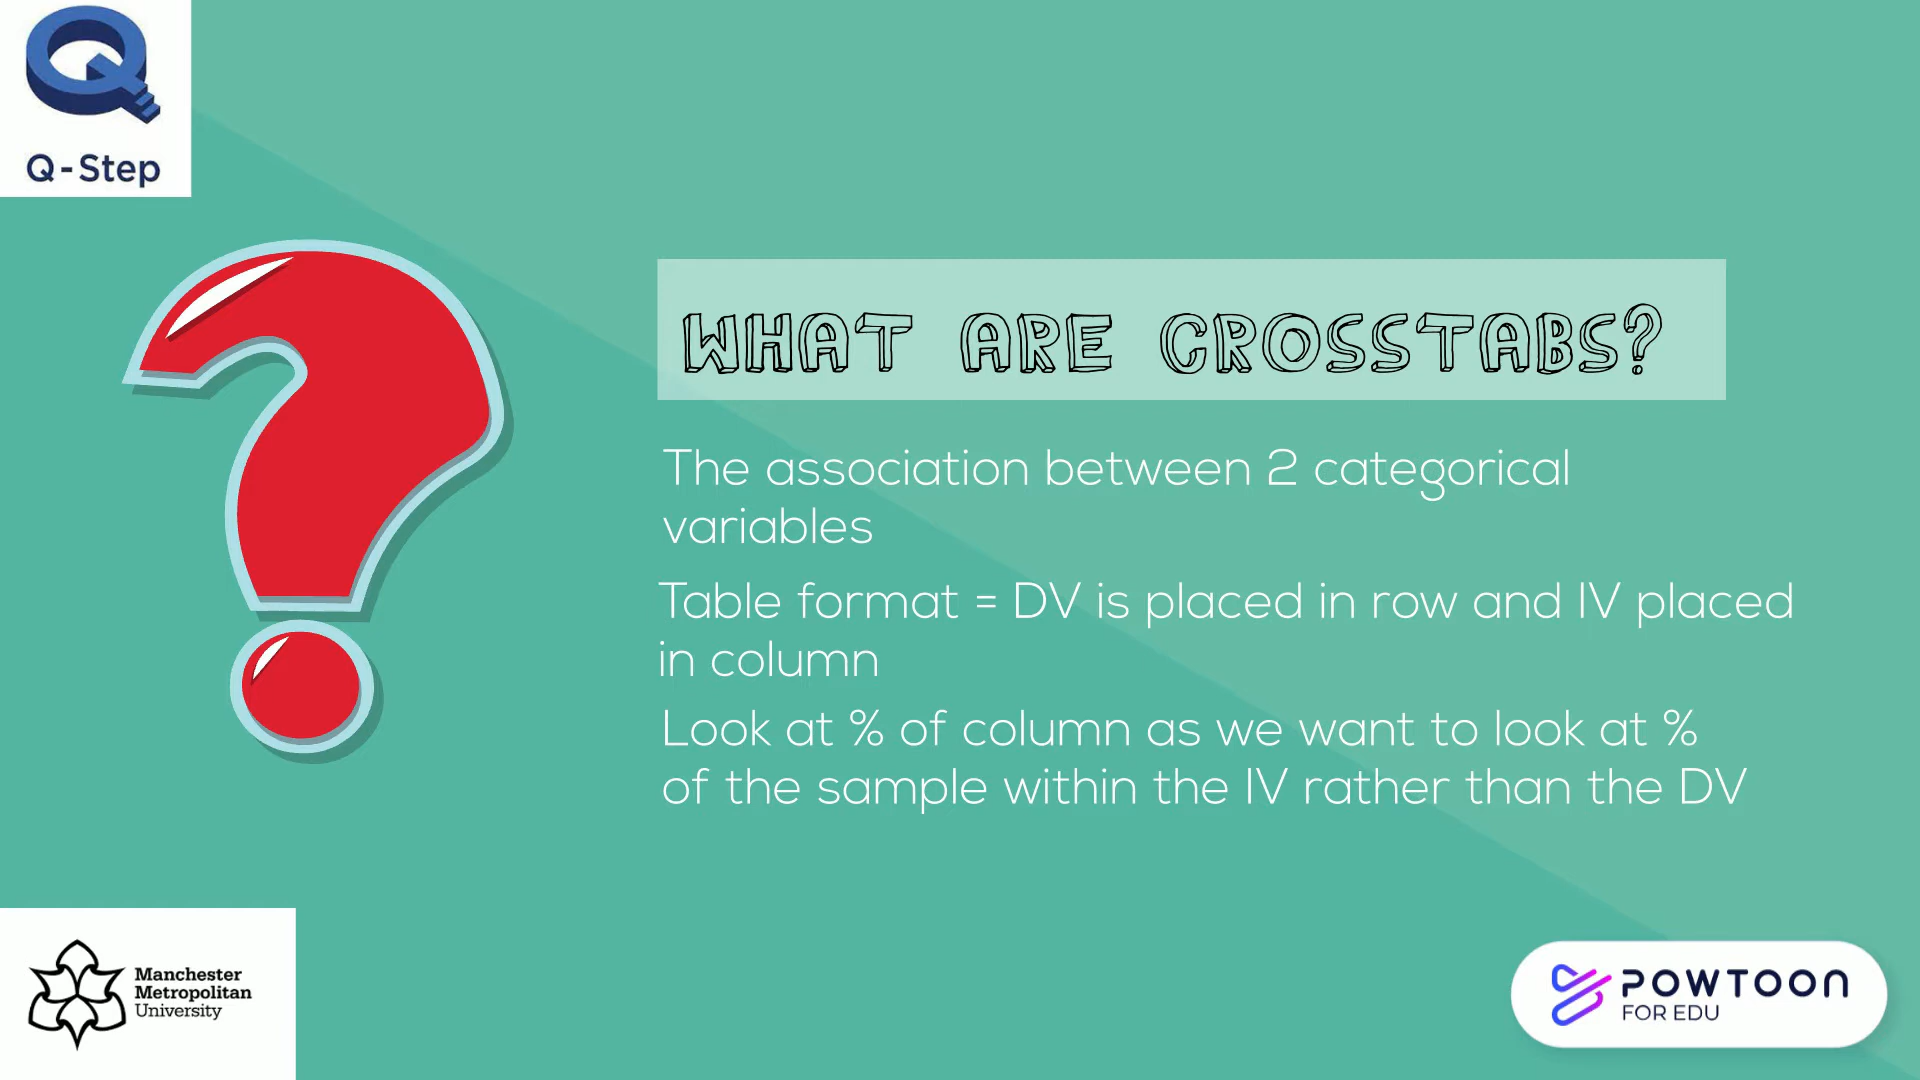 Q-Step
WHAT ARE CROSSTABS?
The association between 2 categorical
variables
Table format = DV is placed in row and IV placed
in column
Look at % of column as we want to look at %
of the sample within the IV rather than the DV
Manchester
Metropolitan
University
POWTOON
FOR EDU